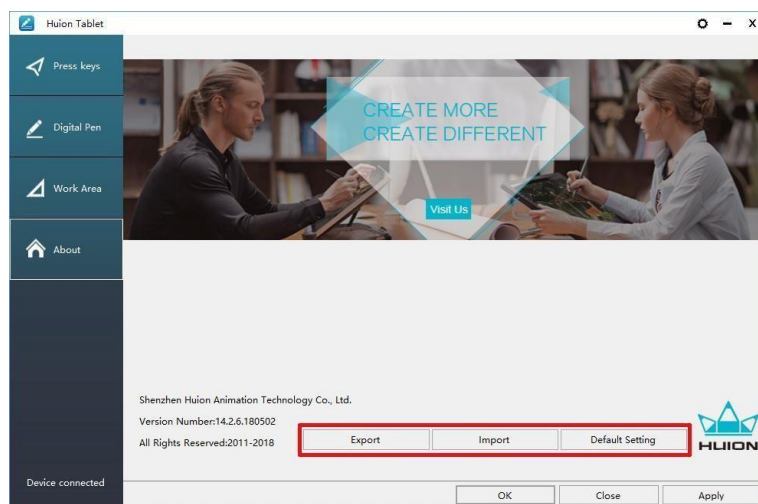 Huion Tablet
Press keys
Digital Pen
Work Area
About
CREATE MORE
CREATE DIFFERENT
Visit Us
Shenzhen Huion Animation Technology Co., Ltd.
Version Number:14.2.6.180502
All Rights Reserved:2011-2018
Export
Import
Default Setting
HUION
Device connected
OK
Close
Apply